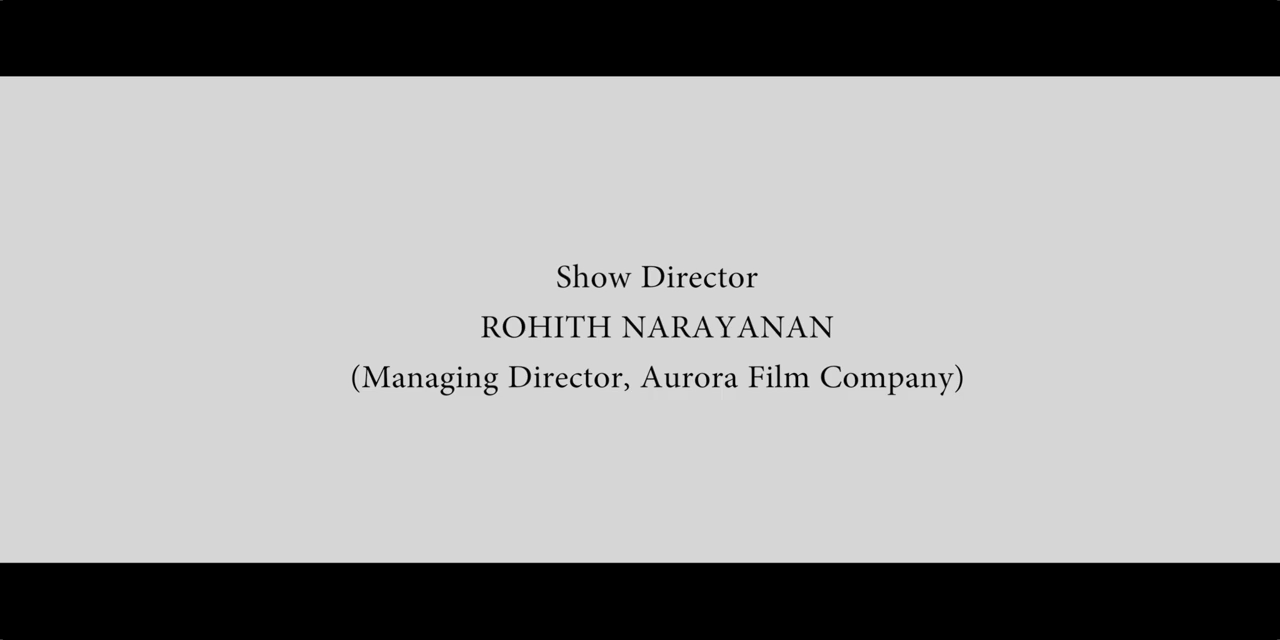 Show Director
ROHITH NARAYANAN
(Managing Director, Aurora Film Company)